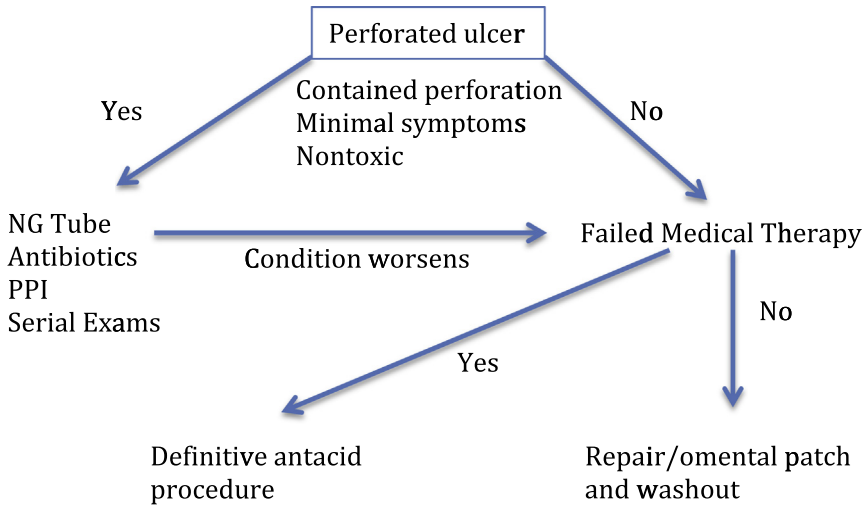 Perforated ulcer
Yes
Contained perforation
Minimal symptoms
Nontoxic
No
NG Tube
Antibiotics
PPI
Serial Exams
Condition worsens
Failed Medical Therapy
Yes
No
Definitive antacid
procedure
Repair/omental patch
and washout